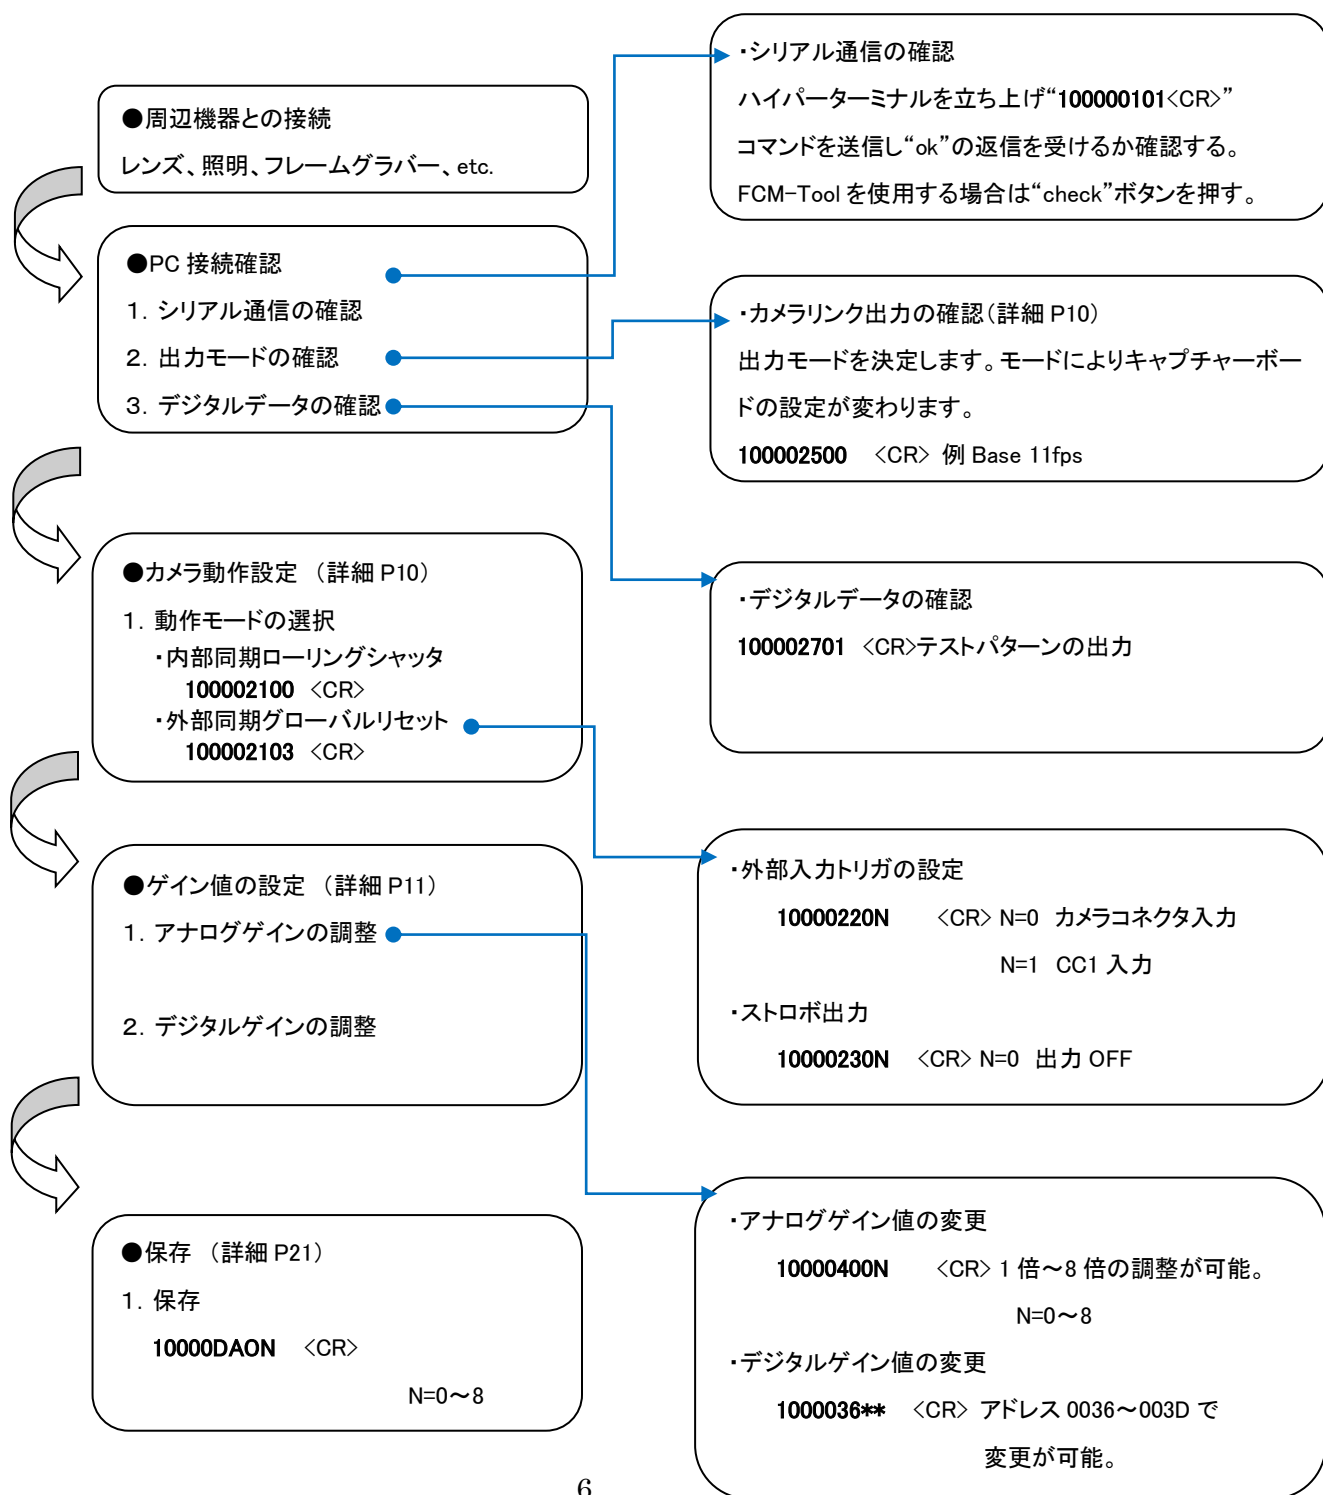 ●周辺機器との接続
レンズ、照明、フレームグラバー、etc.
●PC 接続確認
1. シリアル通信の確認
2. 出力モードの確認
3. デジタルデータの確認
●カメラ動作設定 （詳細 P10）
1. 動作モードの選択
・内部同期ローリングシャッタ
100002100 <CR>
・外部同期グローバルリセット
100002103 <CR>
●ゲイン値の設定 （詳細 P11）
1. アナログゲインの調整
2. デジタルゲインの調整
●保存 （詳細 P21）
1. 保存
10000DAON <CR>
N=0～8
・シリアル通信の確認
ハイパーターミナルを立ち上げ“100000101<CR>”
コマンドを送信し“ok”の返信を受けるか確認する。
FCM-Tool を使用する場合は“check”ボタンを押す。
・カメラリンク出力の確認（詳細 P10）
出力モードを決定します。モードによりキャプチャーボー
ドの設定が変わります。
100002500 <CR> 例 Base 11fps
・デジタルデータの確認
100002701 <CR>テストパターンの出力
・外部入力トリガの設定
10000220N <CR> N=0 カメラコネクタ入力
N=1 CC1 入力
・ストロボ出力
10000230N <CR> N=0 出力 OFF
・アナログゲイン値の変更
10000400N <CR> 1 倍～8 倍の調整が可能。
N=0～8
・デジタルゲイン値の変更
1000036** <CR> アドレス 0036～003D で
変更が可能。
6